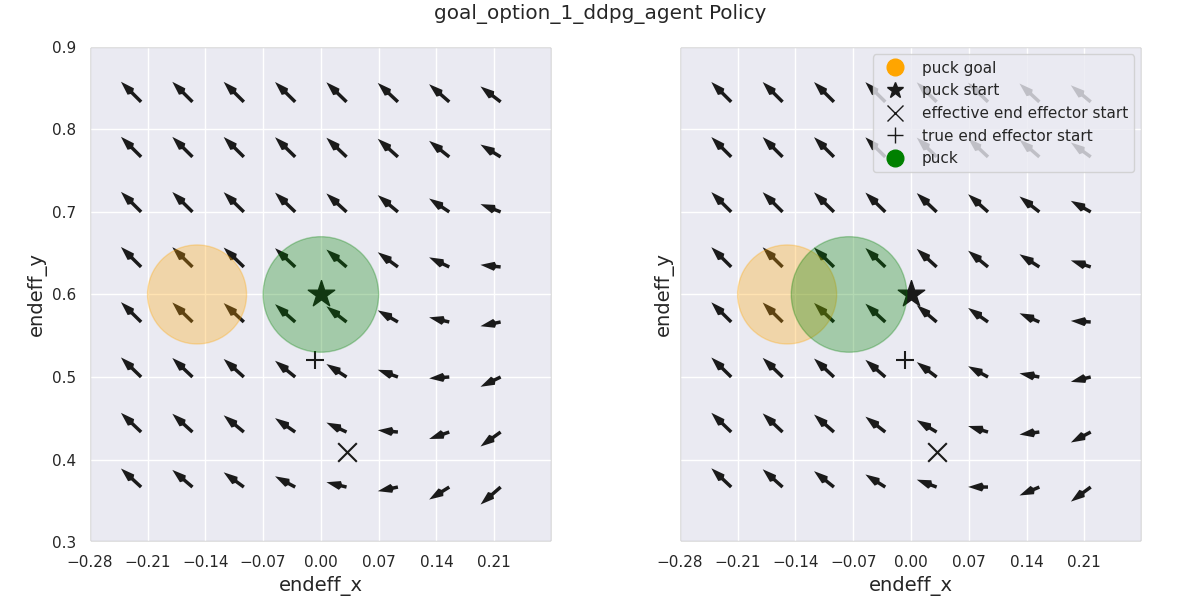 goal_option_1_ddpg_agent Policy
0.9
0.8
0.7
0.6
0.5
0.4
0.3
endeff_y
−0.28 −0.21 −0.14 −0.07 0.00 0.07 0.14 0.21
endeff_x
endeff_y
puck goal
puck start
effective end effector start
true end effector start
puck
−0.28 −0.21 −0.14 −0.07 0.00 0.07 0.14 0.21
endeff_x